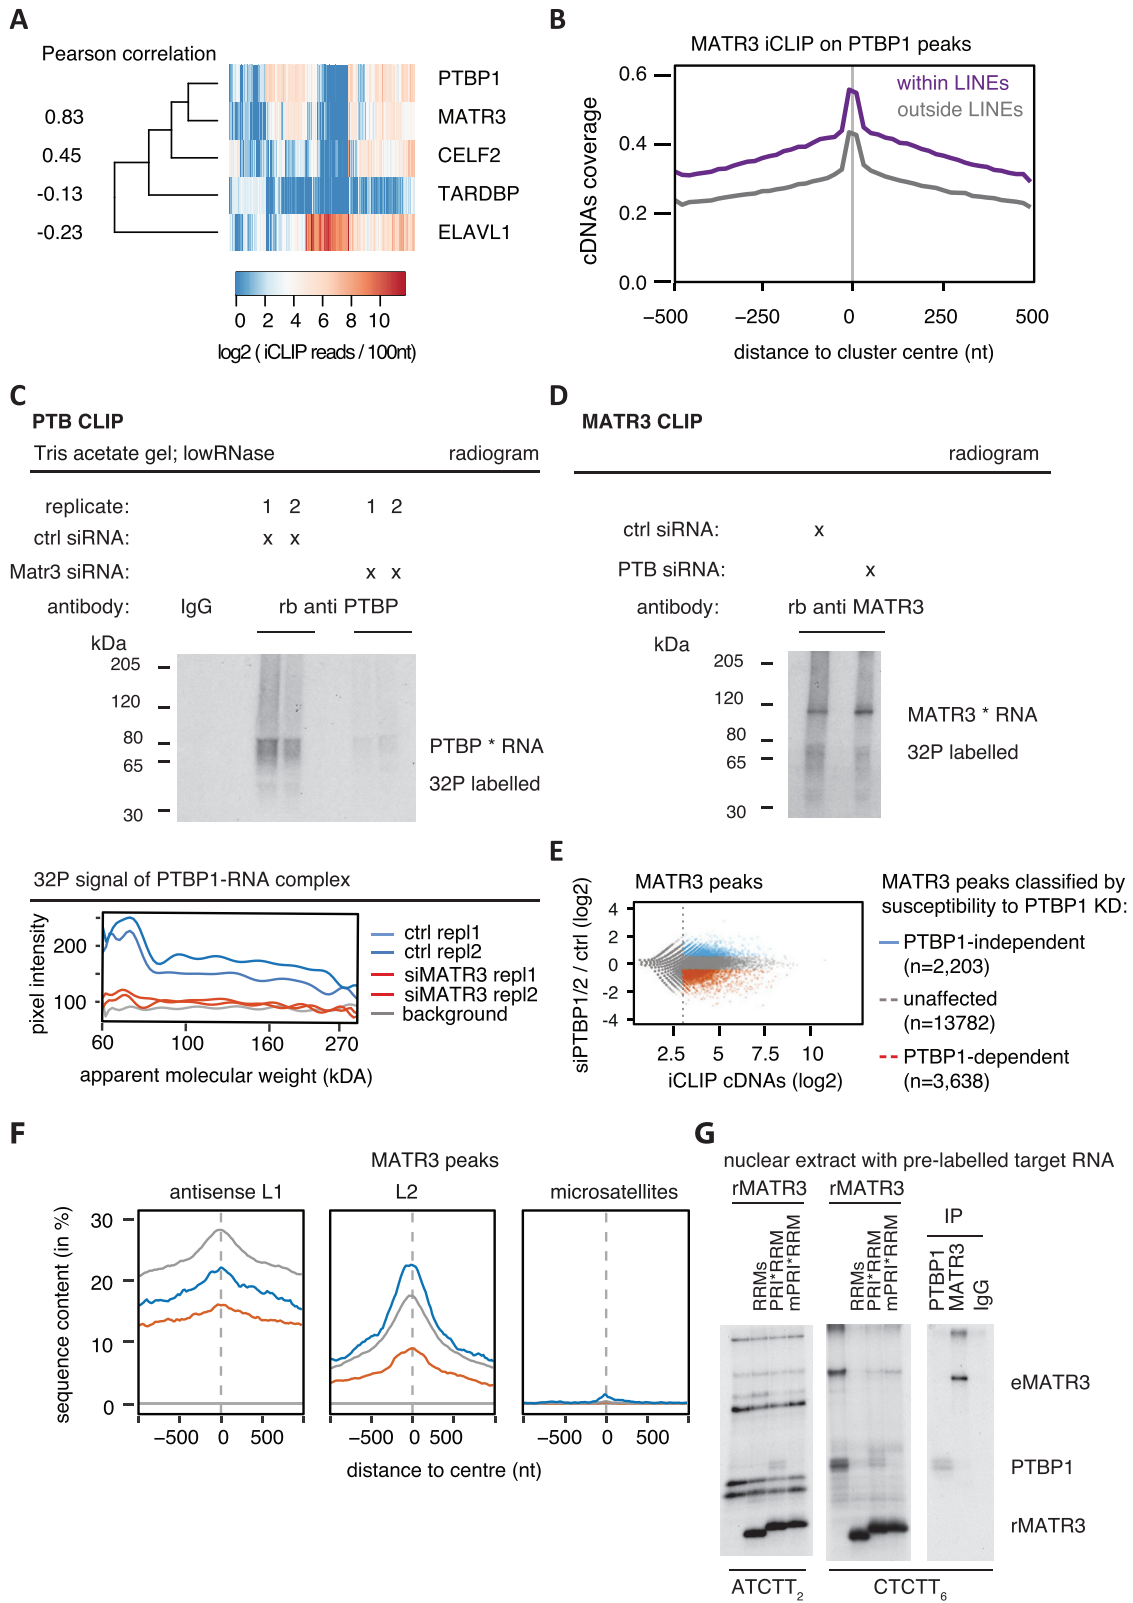 A
Pearson correlation
PTBP1
0.83
MATR3
0.45
CELF2
-0.13
TARDBP
-0.23
ELAVL1
0 2 4 6 8 10
log2 ( iCLIP reads / 100nt)
B
MATR3 iCLIP on PTBP1 peaks
within LINEs
outside LINEs
cDNAs coverage
0.6
0.4
0.2
0.0
−500 −250 0 250 500
distance to cluster centre (nt)
C
PTB CLIP
Tris acetate gel; lowRNase radiogram
replicate: 1 2 1 2
ctrl siRNA: x x
Matr3 siRNA: x x
antibody: IgG rb anti PTBP
kDa
205
120
80
65
30
PTBP * RNA
32P labelled
32P signal of PTBP1-RNA complex
pixel intensity
200
100
60 100 160 270
apparent molecular weight (kDA)
ctrl repl1
ctrl repl2
siMATR3 repl1
siMATR3 repl2
background
D
MATR3 CLIP
radiogram
ctrl siRNA: x
PTB siRNA: x
antibody: rb anti MATR3
kDa
205
120
80
65
30
MATR3 * RNA
32P labelled
E
MATR3 peaks
siPTBP1/2 / ctrl (log2)
4
2
0
-2
-4
2.5 5 7.5 10
iCLIP cDNAs (log2)
MATR3 peaks classified by
susceptibility to PTBP1 KD:
PTBP1-independent
(n=2,203)
unaffected
(n=13782)
PTBP1-dependent
(n=3,638)
F
MATR3 peaks
antisense L1 L2 microsatellites
sequence content (in %)
30
20
10
0
−500 0 500 −500 0 500 −500 0 500
distance to centre (nt)
G
nuclear extract with pre-labelled target RNA
rMATR3 rMATR3
IP
RRMs
PRI*RRM
mPRI*RRM
RRMs
PRI*RRM
mPRI*RRM
PTBP1
MATR3
IgG
eMATR3
PTBP1
rMATR3
ATCTT2 CTCTT6